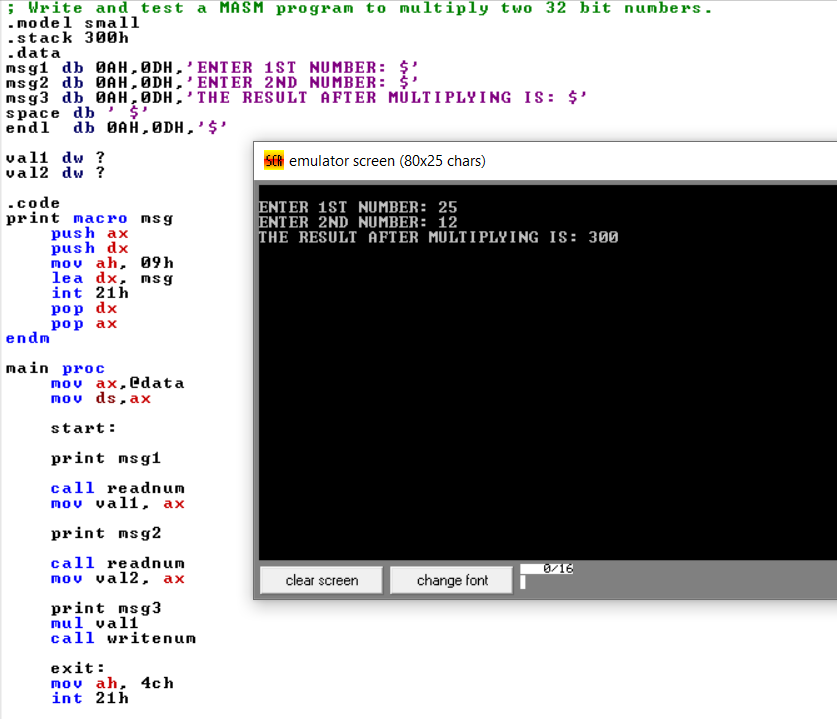 ; Write and test a MASM program to multiply two 32 bit numbers.
.model small
.stack 300h
.data
msg1 db 0AH,0DH,'ENTER 1ST NUMBER: $'
msg2 db 0AH,0DH,'ENTER 2ND NUMBER: $'
msg3 db 0AH,0DH,'THE RESULT AFTER MULTIPLYING IS: $'
space db ' $'
endl  db 0AH,0DH,'$'
val1 dw ?
val2 dw ?
.code
print macro msg
push ax
push dx
mov ah, 09h
lea dx, msg
int 21h
pop dx
pop ax
endm
main proc
mov ax,@data
mov ds,ax
start:
print msg1
call readnum
mov val1, ax
print msg2
call readnum
mov val2, ax
print msg3
mul val1
call writenum
exit:
mov ah, 4ch
int 21h
SCR emulator screen (80x25 chars)
ENTER 1ST NUMBER: 25
ENTER 2ND NUMBER: 12
THE RESULT AFTER MULTIPLYING IS: 300
clear screen
change font
0/16